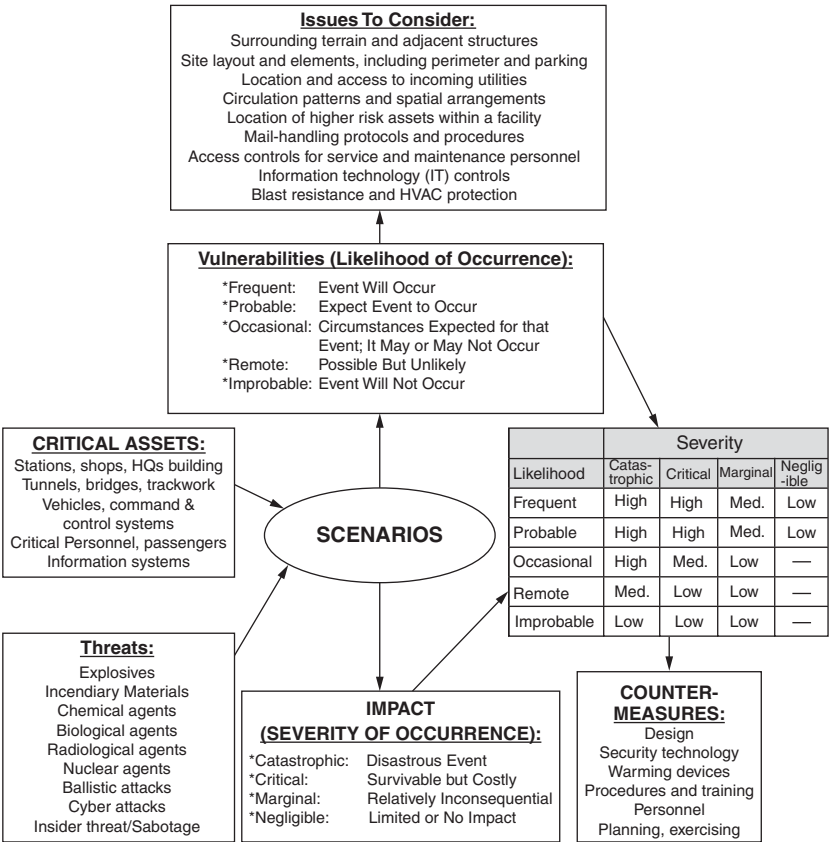 Issues To Consider:
Surrounding terrain and adjacent structures
Site layout and elements, including perimeter and parking
Location and access to incoming utilities
Circulation patterns and spatial arrangements
Location of higher risk assets within a facility
Mail-handling protocols and procedures
Access controls for service and maintenance personnel
Information technology (IT) controls
Blast resistance and HVAC protection
Vulnerabilities (Likelihood of Occurrence):
*Frequent: Event Will Occur
*Probable: Expect Event to Occur
*Occasional: Circumstances Expected for that
Event; It May or May Not Occur
*Remote: Possible But Unlikely
*Improbable: Event Will Not Occur
CRITICAL ASSETS:
Stations, shops, HQs building
Tunnels, bridges, trackwork
Vehicles, command &
control systems
Critical Personnel, passengers
Information systems
SCENARIOS
Severity
Likelihood Catas-
trophic Critical Marginal Neglig
-ible
Frequent High High Med. Low
Probable High High Med. Low
Occasional High Med. Low —
Remote Med. Low Low —
Improbable Low Low Low —
Threats:
Explosives
Incendiary Materials
Chemical agents
Biological agents
Radiological agents
Nuclear agents
Ballistic attacks
Cyber attacks
Insider threat/Sabotage
IMPACT
(SEVERITY OF OCCURRENCE):
*Catastrophic: Disastrous Event
*Critical: Survivable but Costly
*Marginal: Relatively Inconsequential
*Negligible: Limited or No Impact
COUNTER-
MEASURES:
Design
Security technology
Warming devices
Procedures and training
Personnel
Planning, exercising